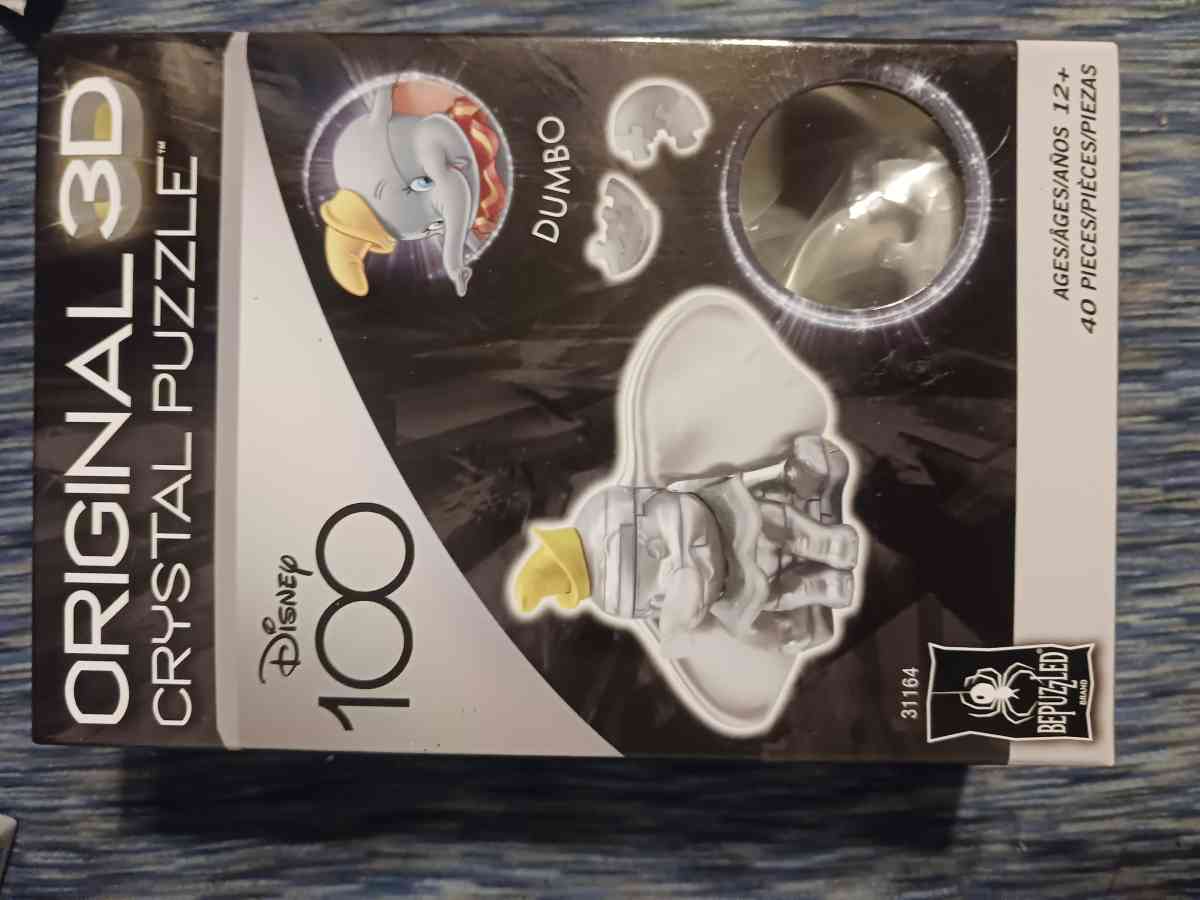 ORIGINAL 3D
CRYSTAL PUZZLE™
Disney
100
DUMBO
31164
BEPUZZLED®
BRAND
AGES/ÂGES/AÑOS 12+
40 PIECES/PIÈCES/PIEZAS